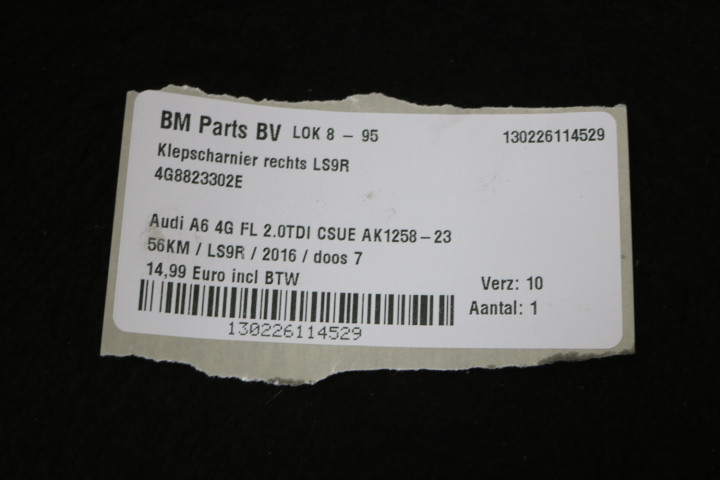 BM Parts BV LOK 8 - 95 130226114529
Klepscharnier rechts LS9R
4G8823302E
Audi A6 4G FL 2.0TDI CSUE AK1258-23
56KM / LS9R / 2016 / doos 7
14,99 Euro incl BTW
Verz: 10
Aantal: 1
130226114529